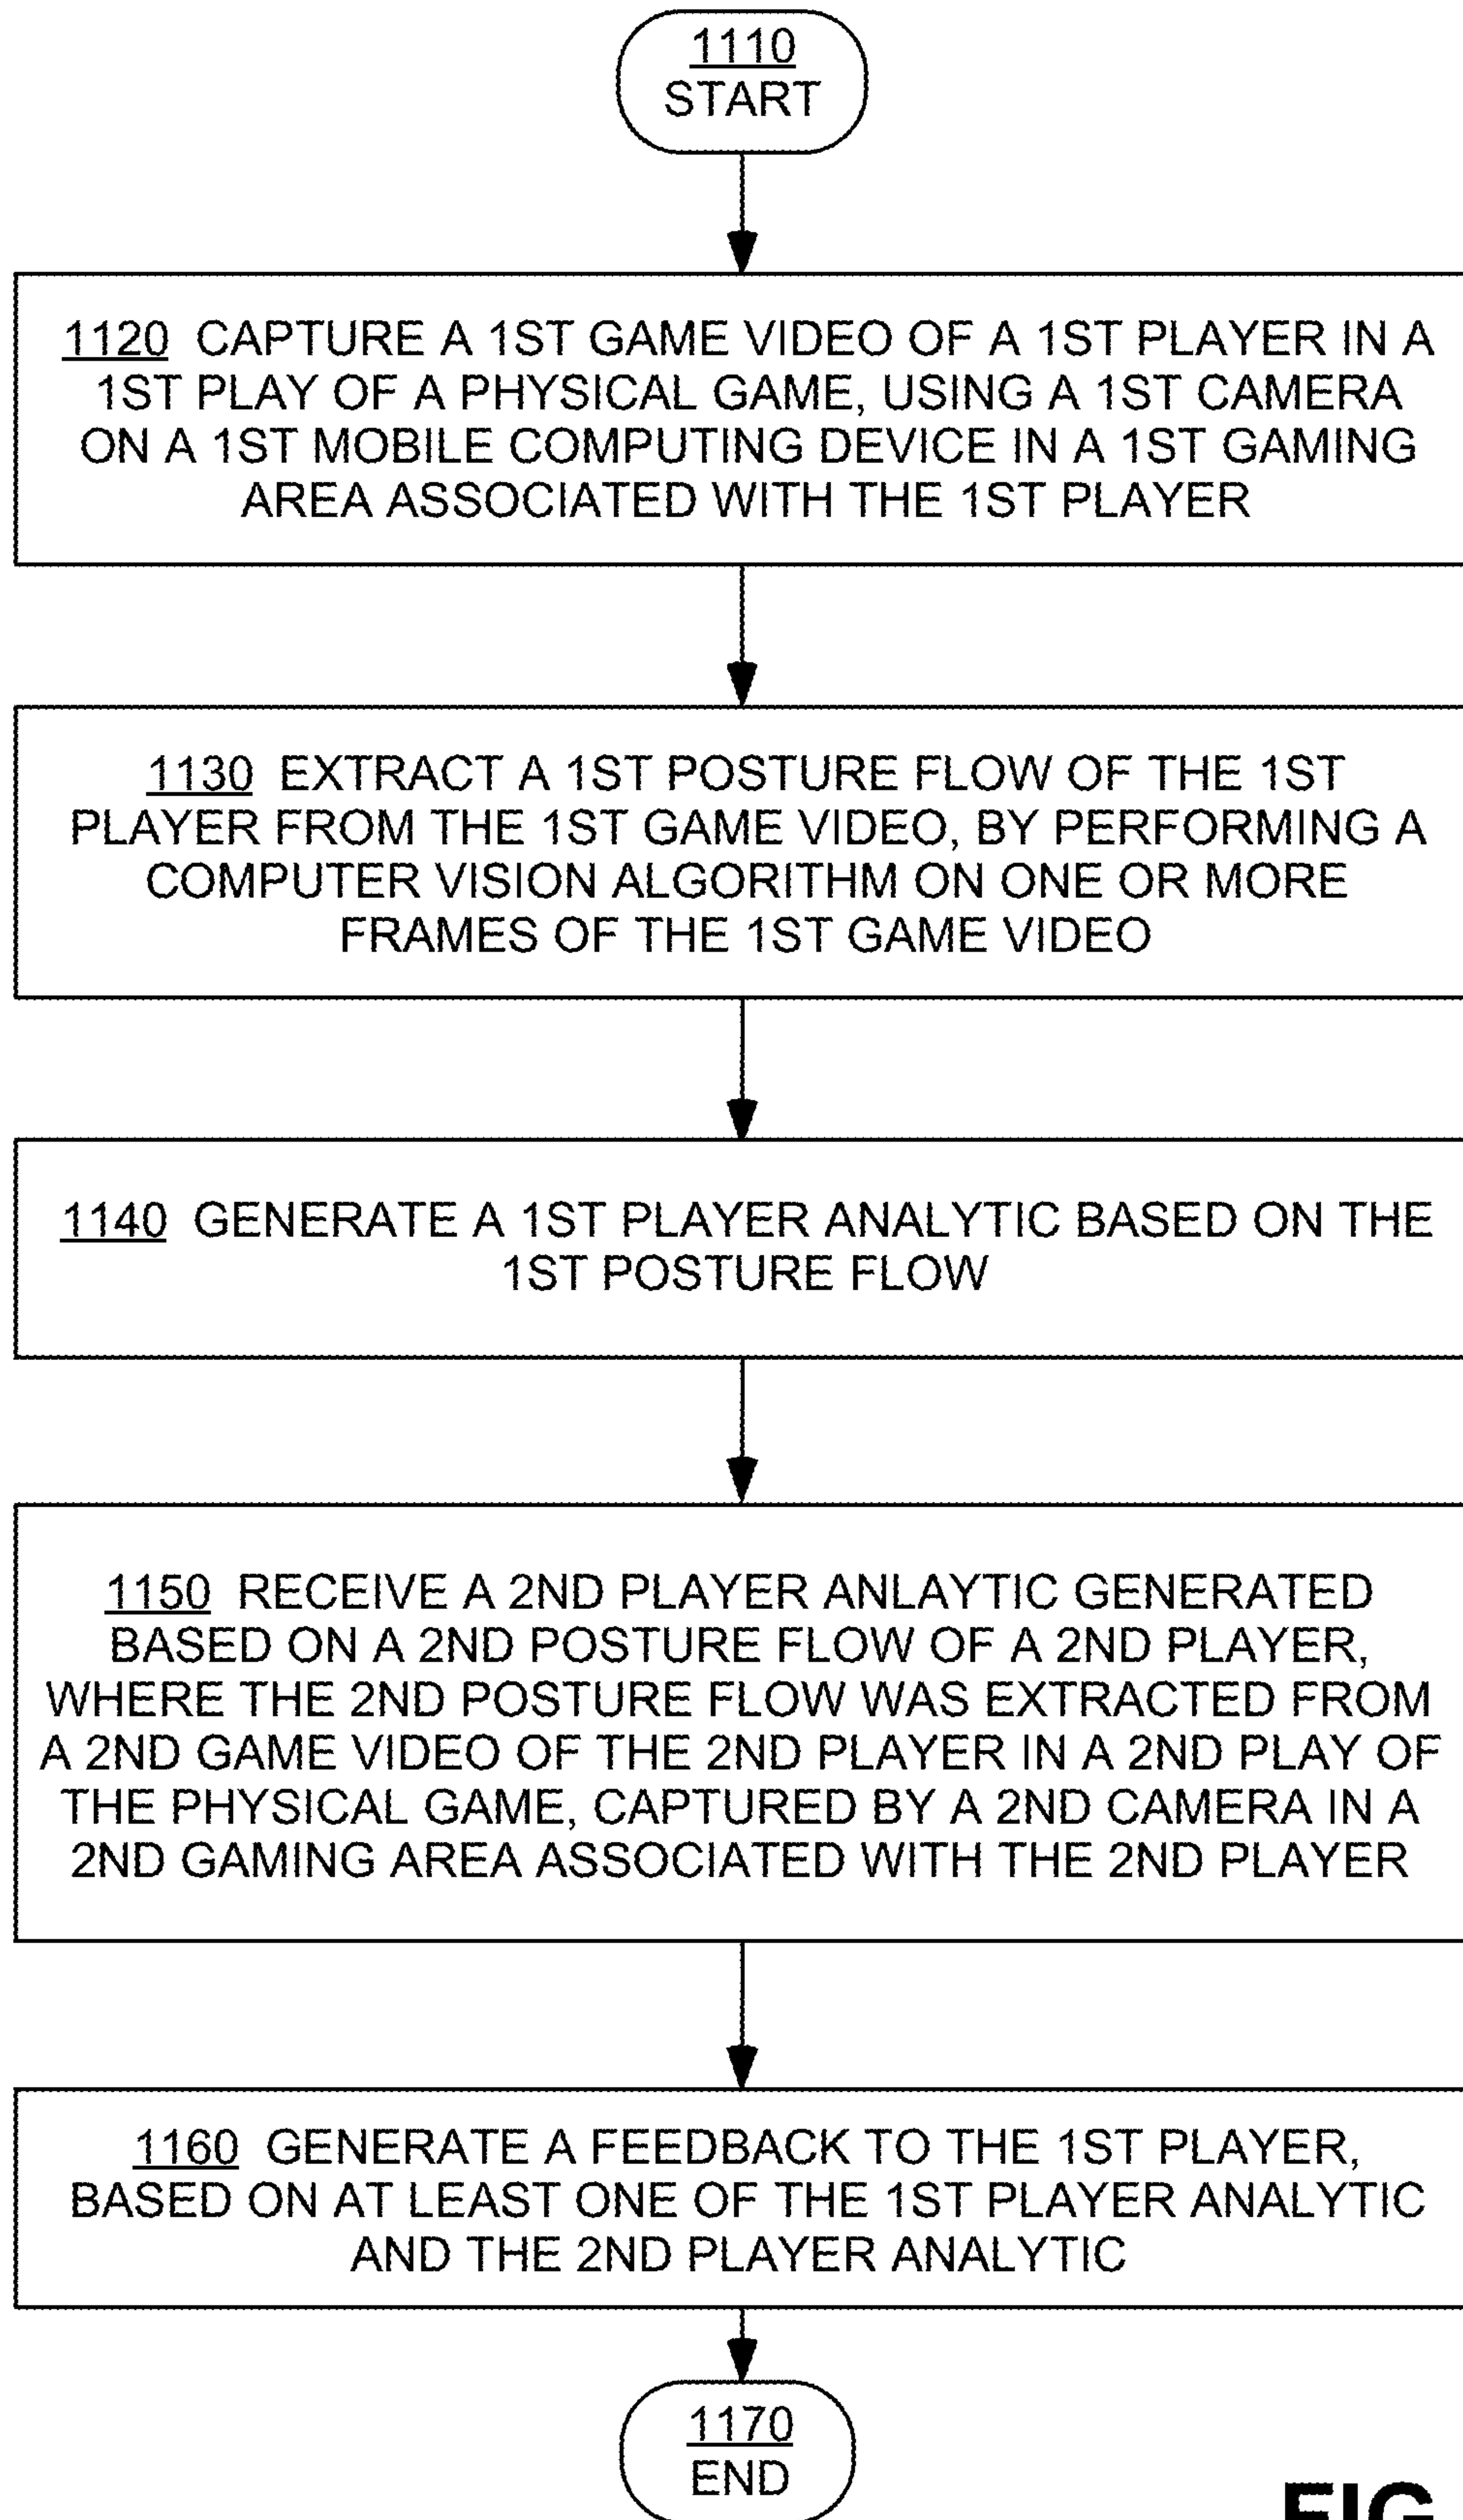 1110
START
1120 CAPTURE A 1ST GAME VIDEO OF A 1ST PLAYER IN A
1ST PLAY OF A PHYSICAL GAME, USING A 1ST CAMERA
ON A 1ST MOBILE COMPUTING DEVICE IN A 1ST GAMING
AREA ASSOCIATED WITH THE 1ST PLAYER
1130 EXTRACT A 1ST POSTURE FLOW OF THE 1ST
PLAYER FROM THE 1ST GAME VIDEO, BY PERFORMING A
COMPUTER VISION ALGORITHM ON ONE OR MORE
FRAMES OF THE 1ST GAME VIDEO
1140 GENERATE A 1ST PLAYER ANALYTIC BASED ON THE
1ST POSTURE FLOW
1150 RECEIVE A 2ND PLAYER ANLAYTIC GENERATED
BASED ON A 2ND POSTURE FLOW OF A 2ND PLAYER,
WHERE THE 2ND POSTURE FLOW WAS EXTRACTED FROM
A 2ND GAME VIDEO OF THE 2ND PLAYER IN A 2ND PLAY OF
THE PHYSICAL GAME, CAPTURED BY A 2ND CAMERA IN A
2ND GAMING AREA ASSOCIATED WITH THE 2ND PLAYER
1160 GENERATE A FEEDBACK TO THE 1ST PLAYER,
BASED ON AT LEAST ONE OF THE 1ST PLAYER ANALYTIC
AND THE 2ND PLAYER ANALYTIC
1170
END
FIG